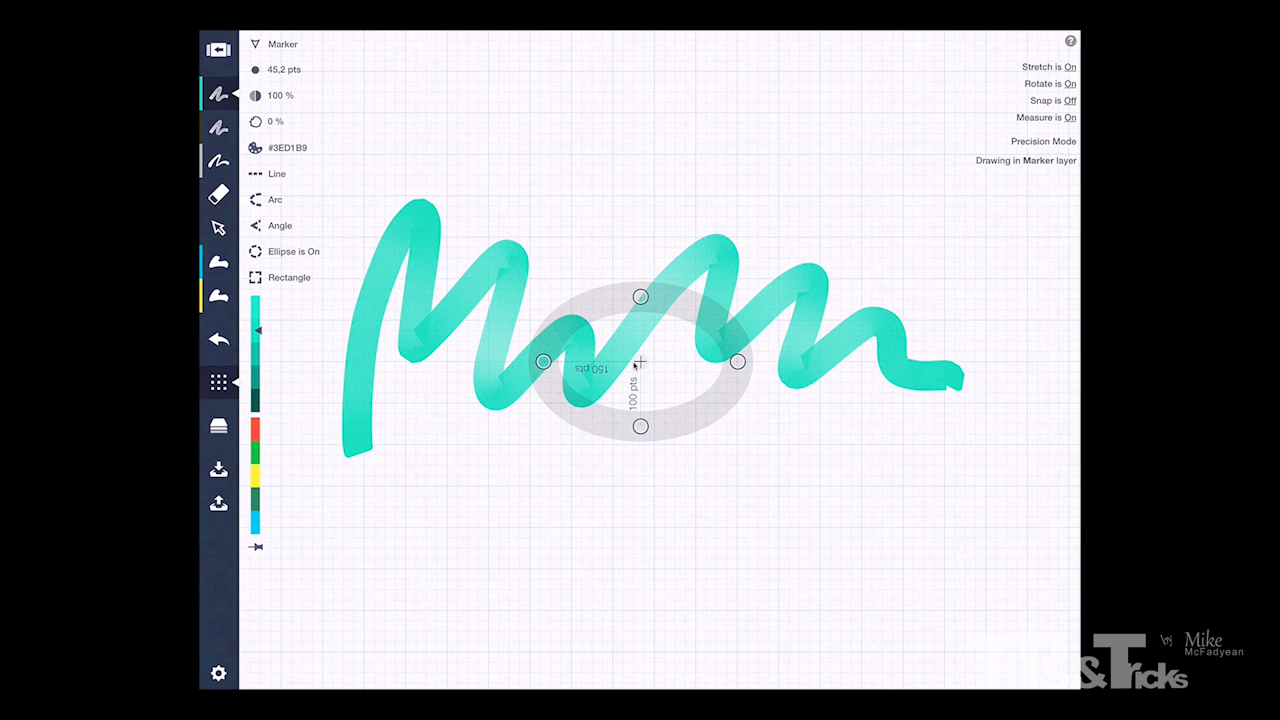 Marker
45,2 pts
100 %
0 %
#3ED1B9
Line
Arc
Angle
Ellipse is On
Rectangle
?
Stretch is On
Rotate is On
Snap is Off
Measure is On
Precision Mode
Drawing in Marker layer
150 pts
100 pts
by Mike
McFadyean
&Tricks